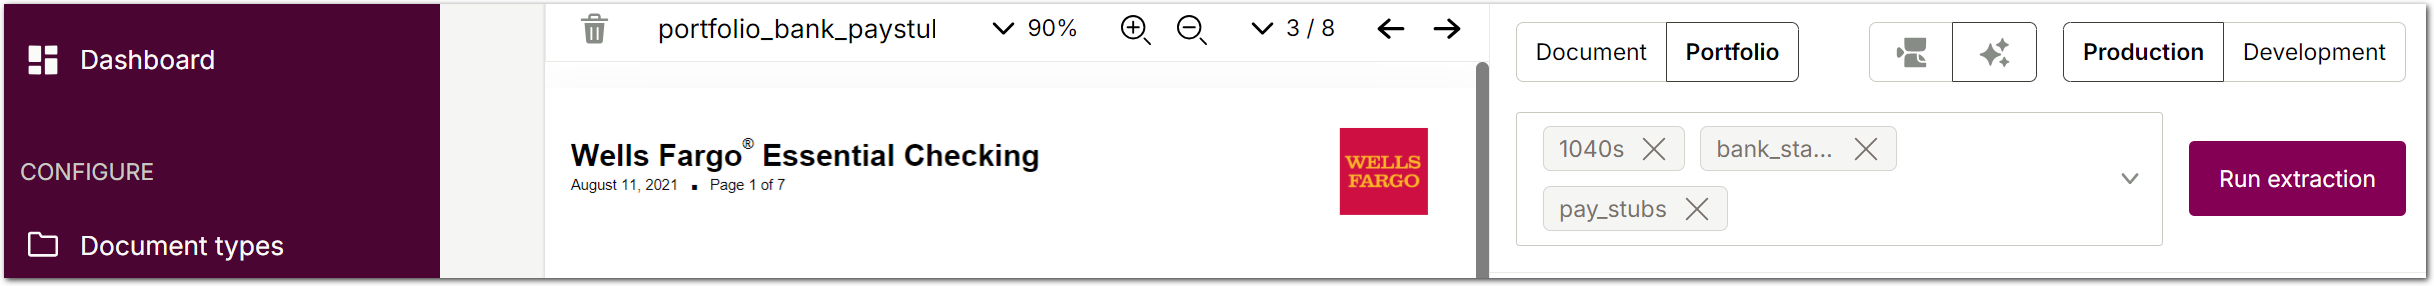 Dashboard
CONFIGURE
Document types
portfolio_bank_paystul
90%
3 / 8
Wells Fargo® Essential Checking
August 11, 2021 ▪ Page 1 of 7
WELLS
FARGO
Document
Portfolio
Production
Development
1040s
bank_sta...
pay_stubs
Run extraction